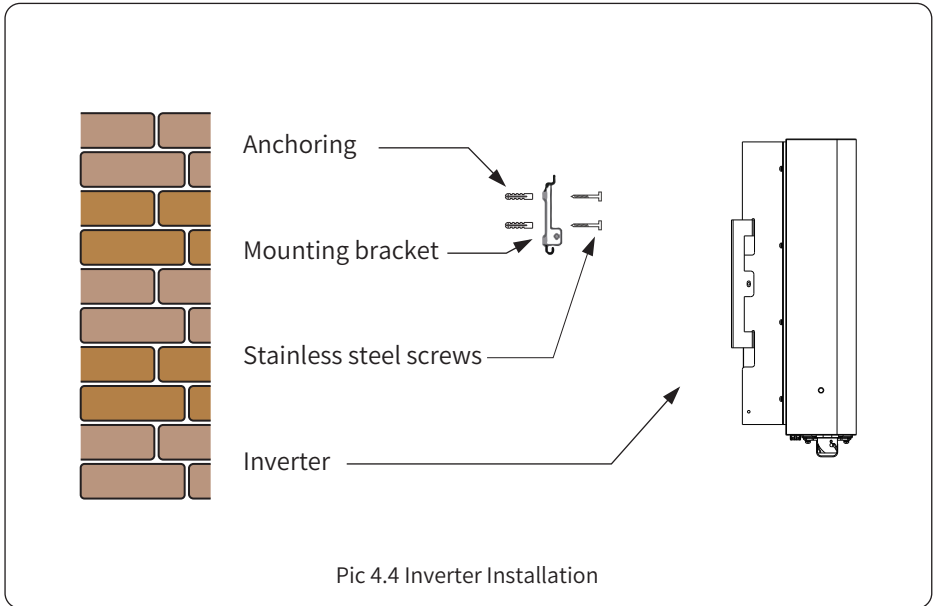 Anchoring
Mounting bracket
Stainless steel screws
Inverter
Pic 4.4 Inverter Installation